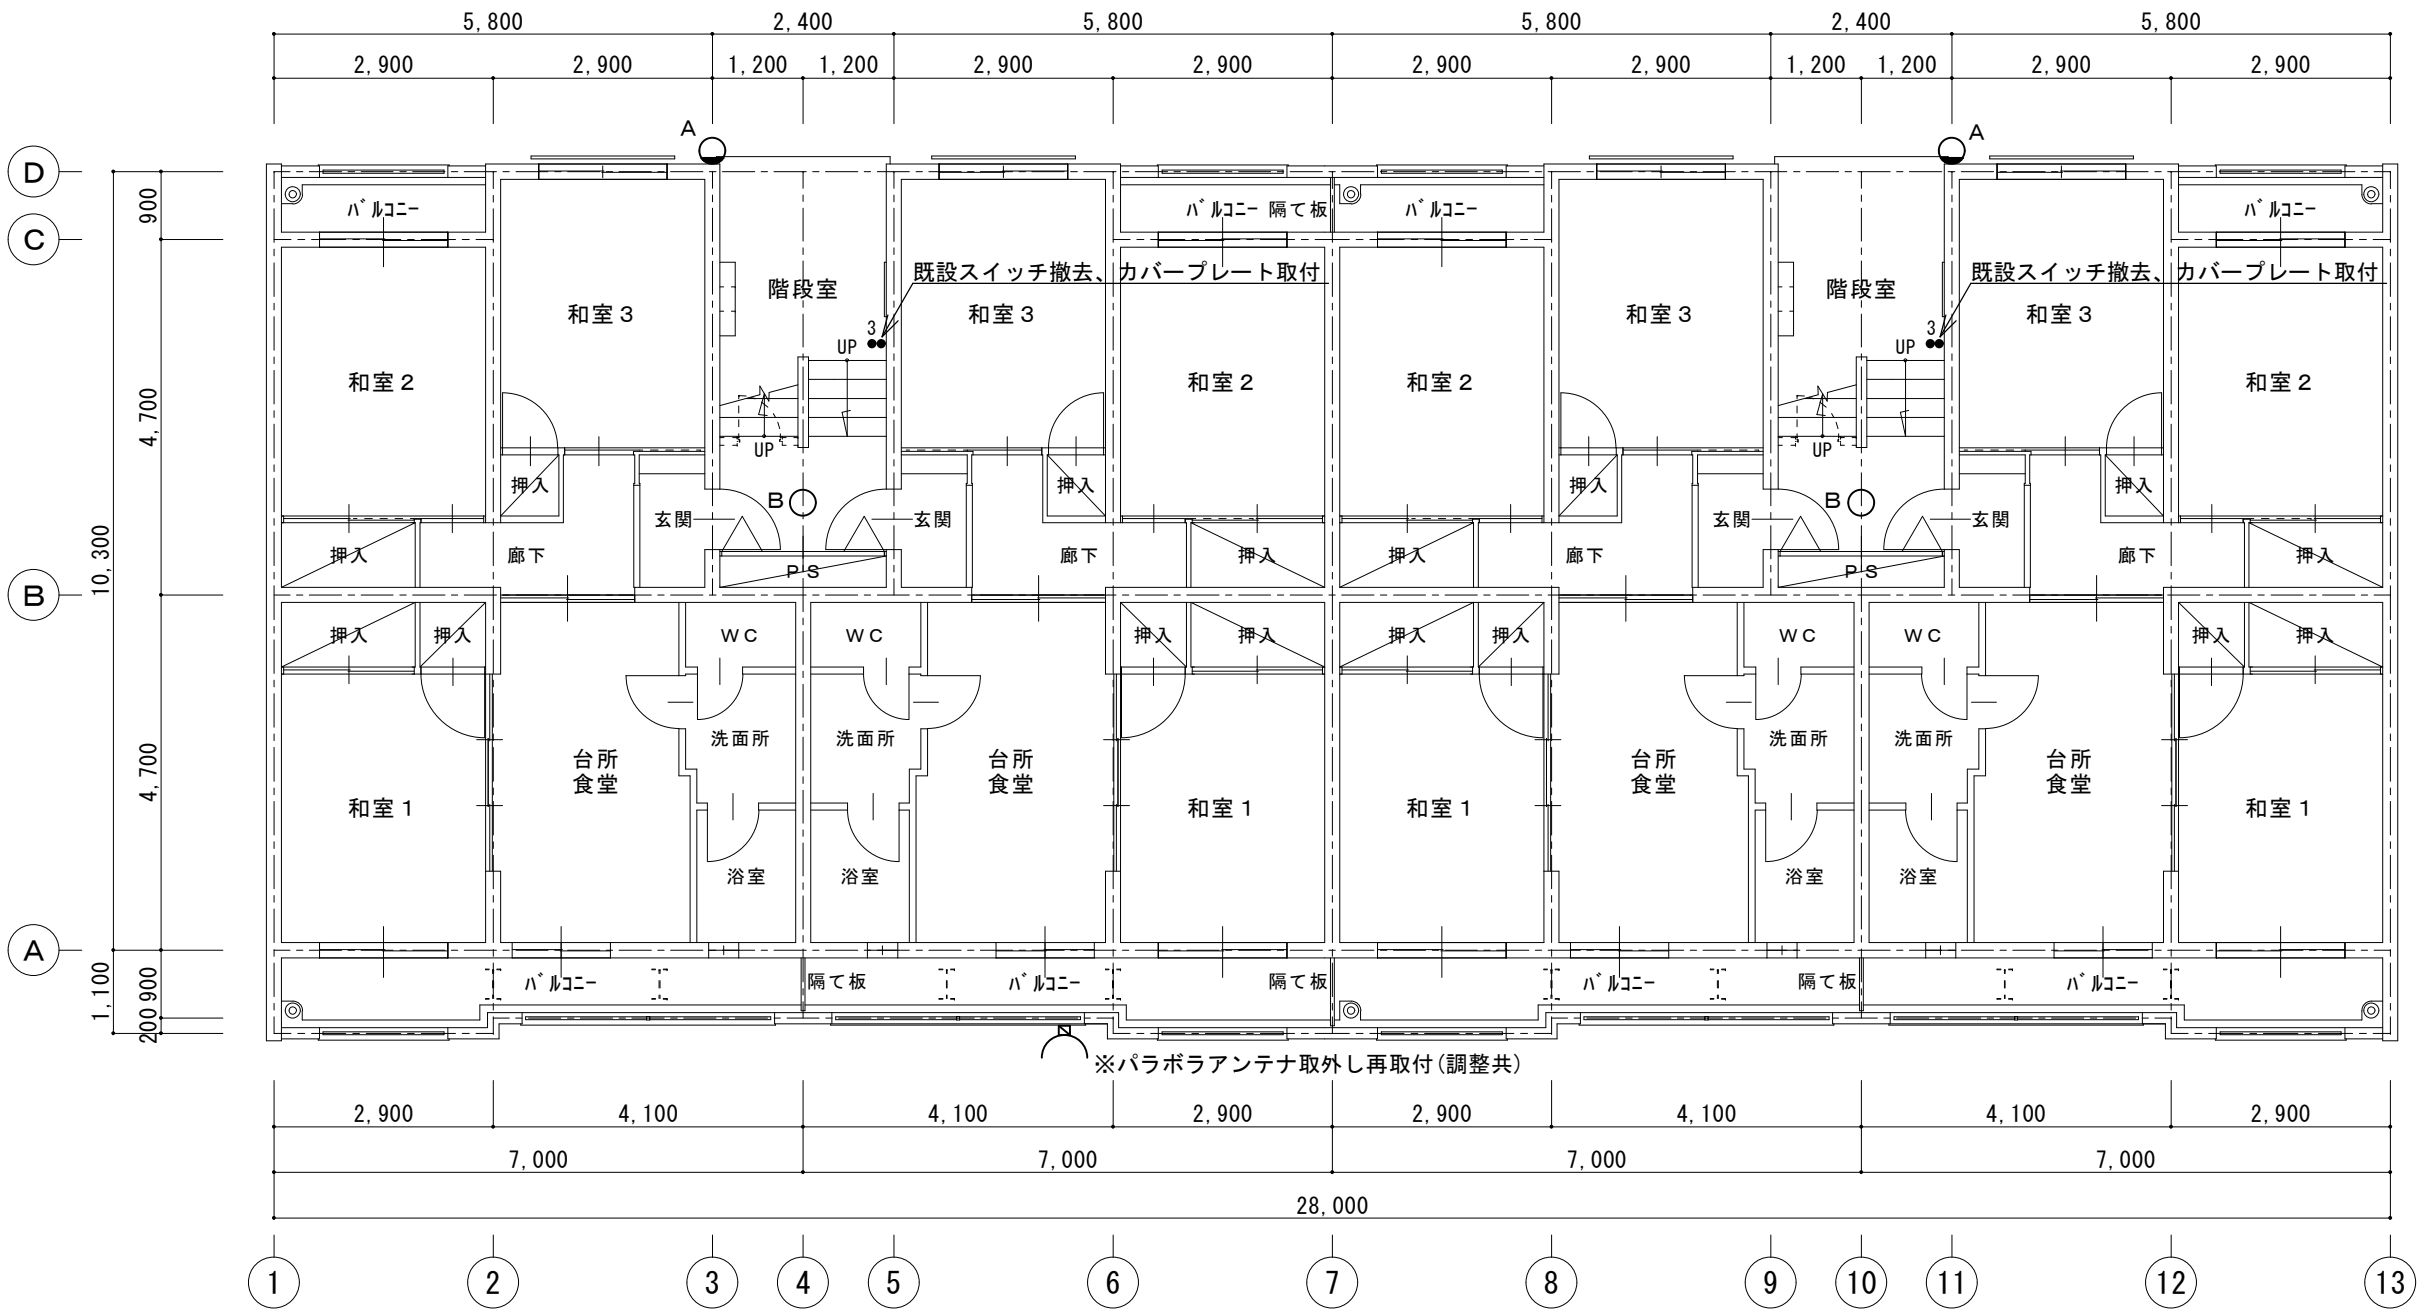 5,800 2,400 5,800 5,800 2,400 5,800
2,900 2,900 1,200 1,200 2,900 2,900 2,900 2,900 1,200 1,200 2,900 2,900
A A
D
900
バルコニー バルコニー 隔て板 バルコニー バルコニー
C
既設スイッチ撤去、カバープレート取付 既設スイッチ撤去、カバープレート取付
階段室 階段室
和室3 和室3 和室3 和室3
3 3
UP UP
和室2 和室2 和室2 和室2
4,700
UP UP
押入 押入 押入 押入
B B
玄関 玄関 玄関 玄関
10,300
押入 廊下 廊下 押入 押入 廊下 廊下 押入
PS PS
B
押入 押入 WC WC 押入 押入 押入 押入 WC WC 押入 押入
洗面所 洗面所 洗面所 洗面所
4,700
台所 台所 台所 台所
食堂 食堂 食堂 食堂
和室1 和室1 和室1 和室1
浴室 浴室 浴室 浴室
A
1,100
900
バルコニー 隔て板 バルコニー 隔て板 バルコニー 隔て板 バルコニー
200
※パラボラアンテナ取外し再取付(調整共)
2,900 4,100 4,100 2,900 2,900 4,100 4,100 2,900
7,000 7,000 7,000 7,000
28,000
1 2 3 4 5 6 7 8 9 10 11 12 13